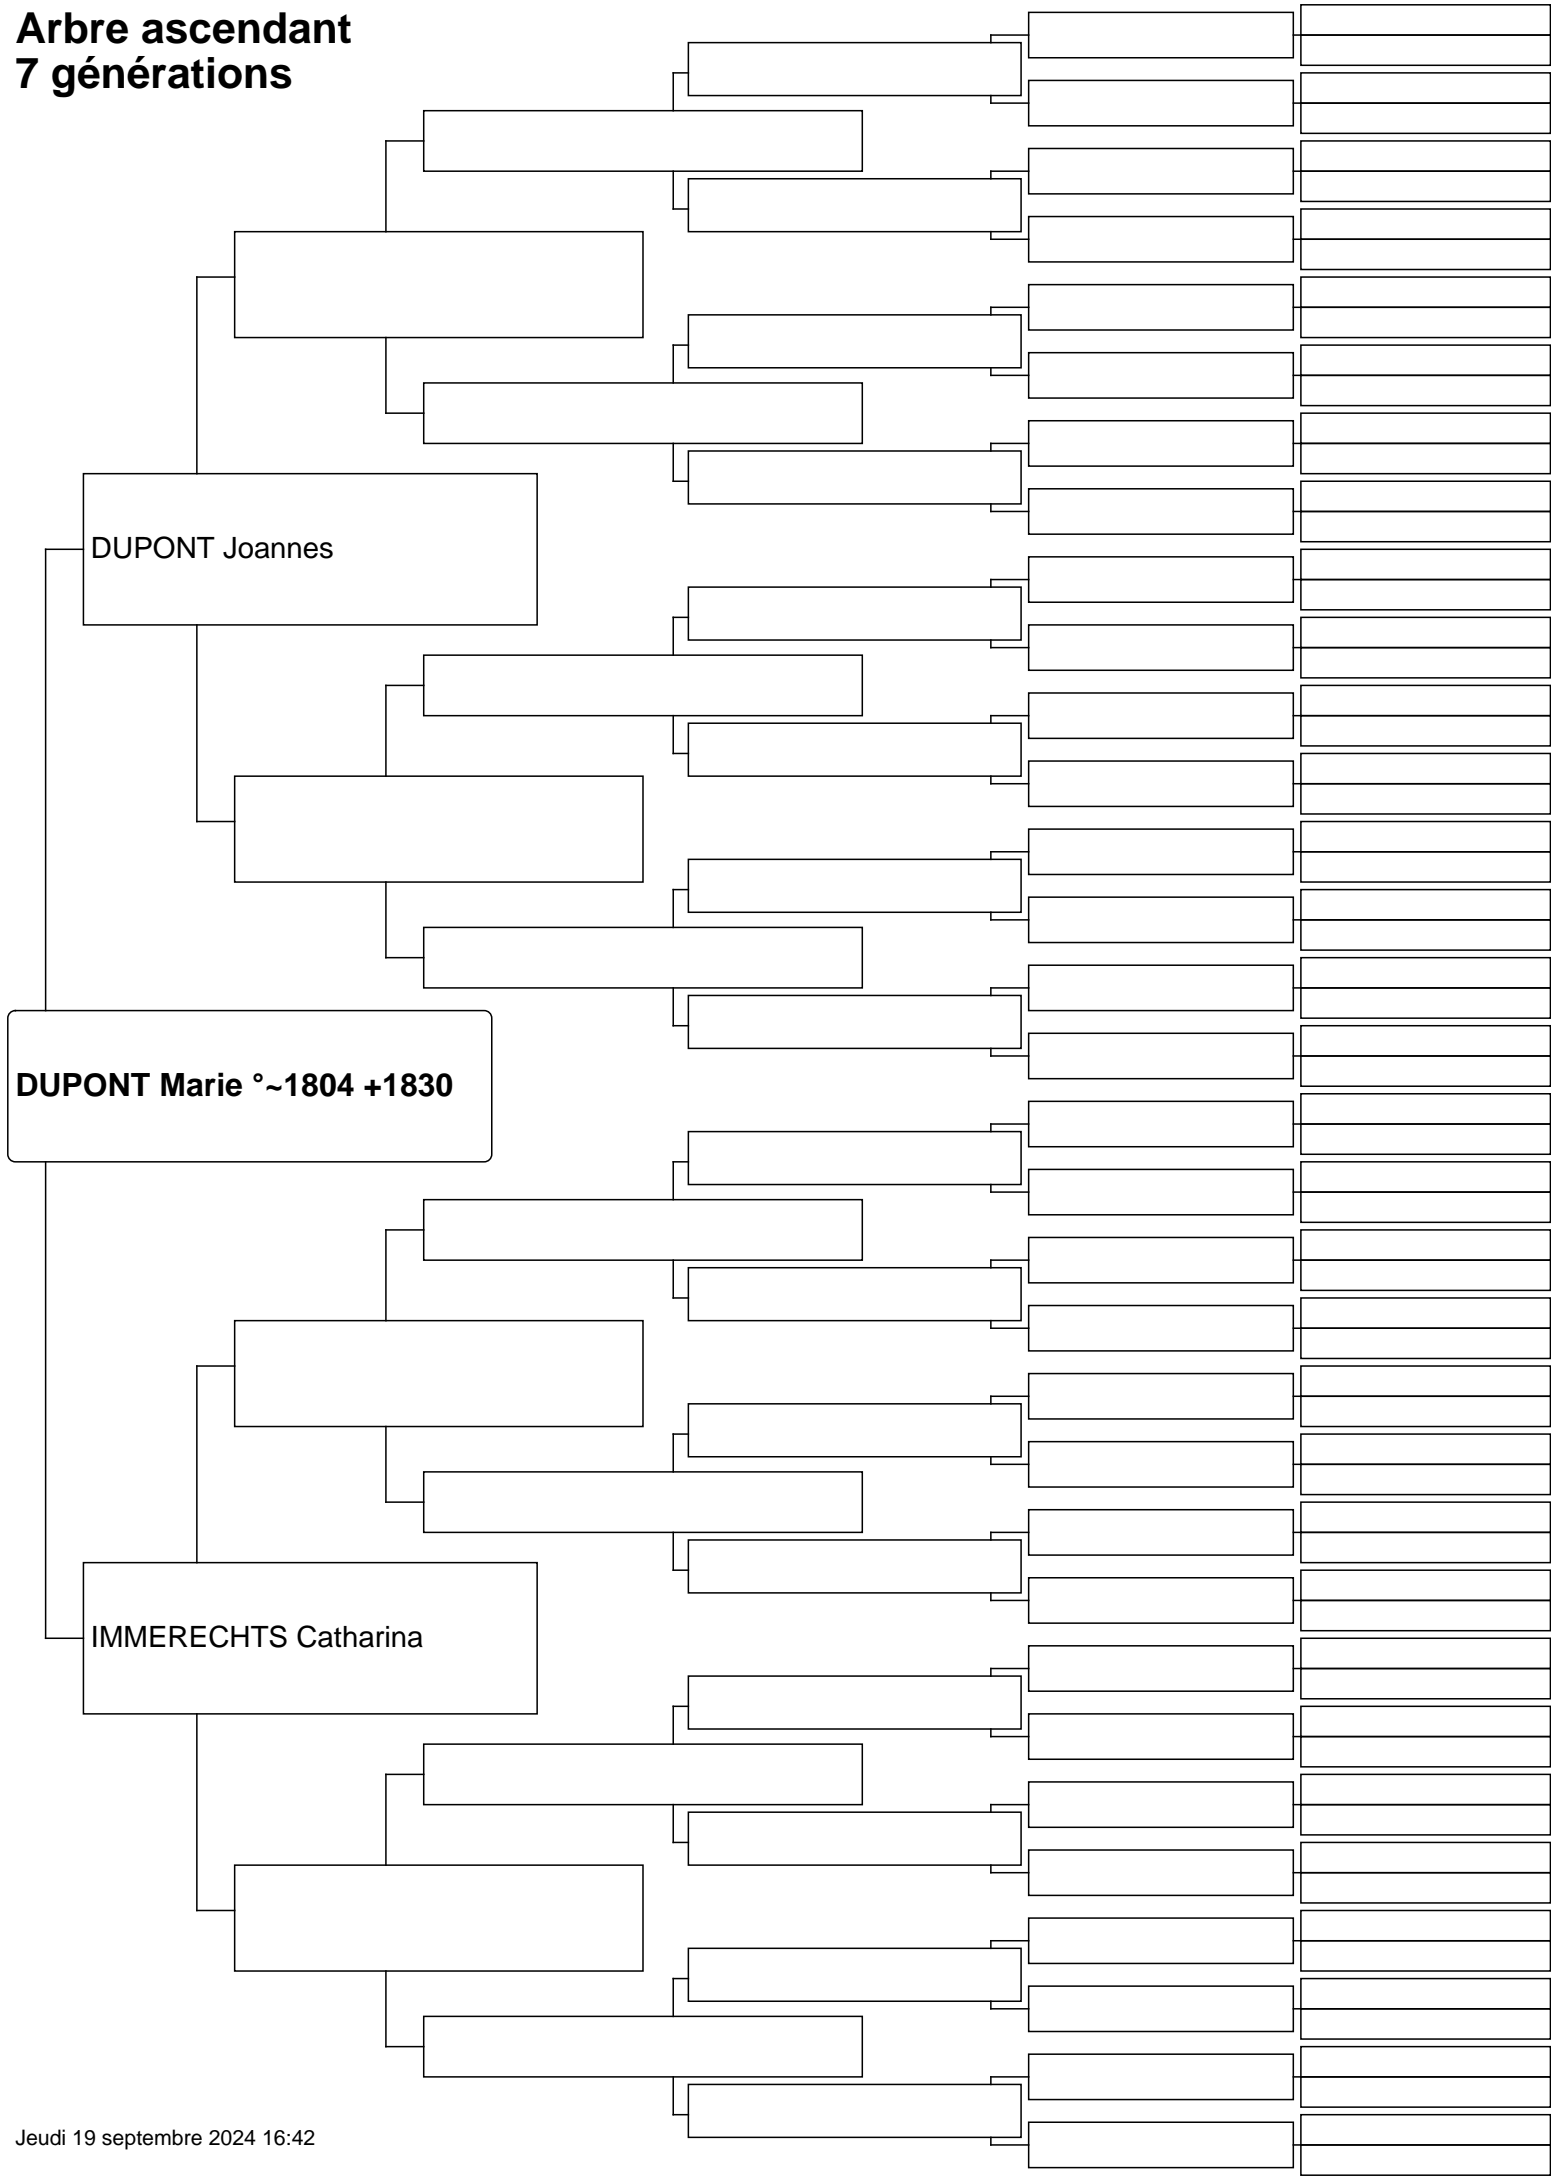 Arbre ascendant
7 générations
DUPONT Joannes
DUPONT Marie °~1804 +1830
IMMERECHTS Catharina
Jeudi 19 septembre 2024 16:42